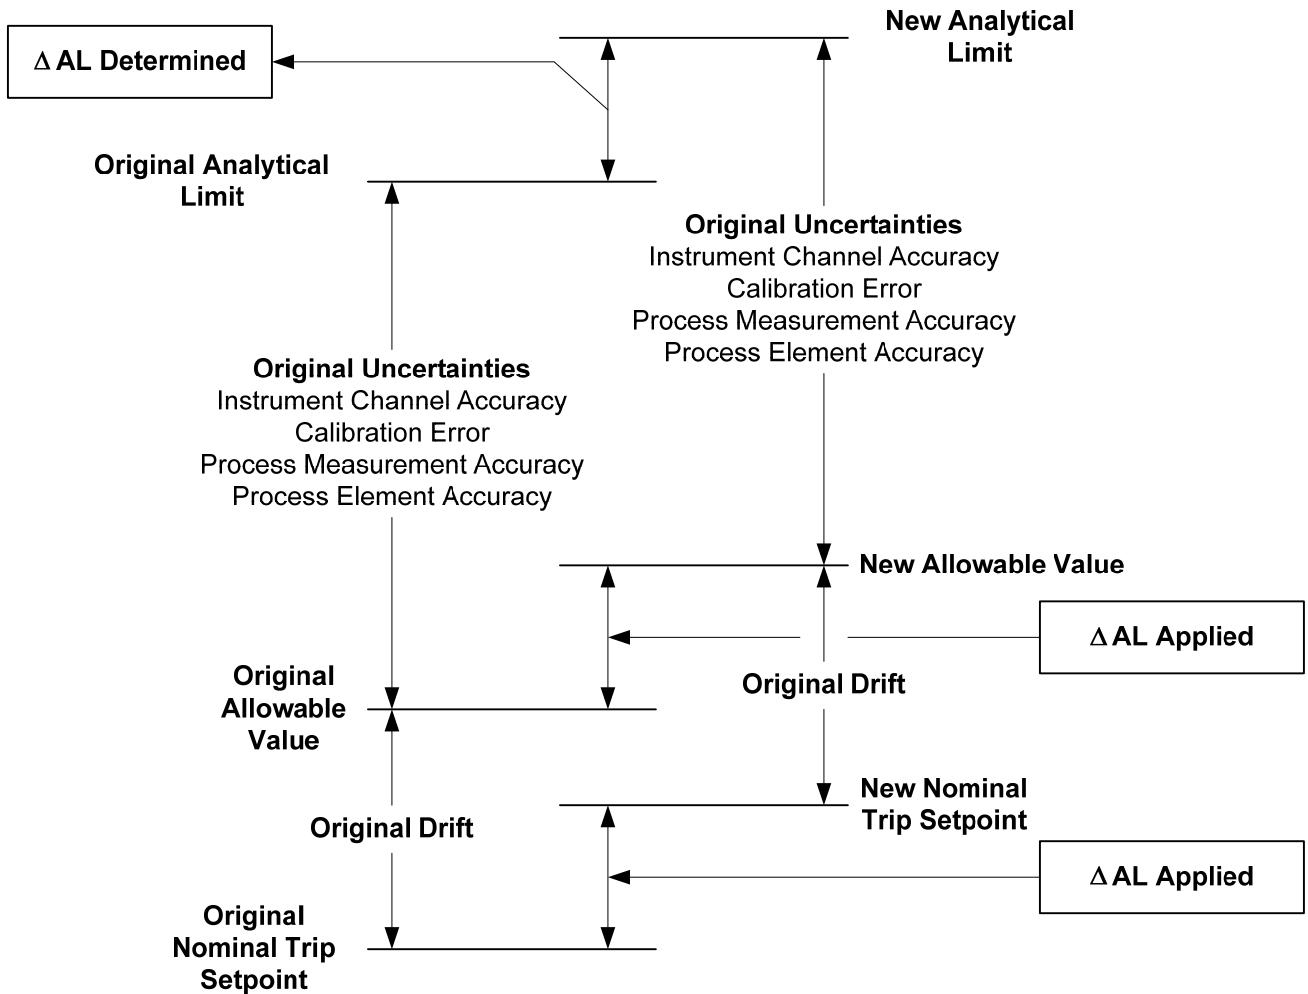 New Analytical
Limit
Δ AL Determined
Original Analytical
Limit
Original Uncertainties
Instrument Channel Accuracy
Calibration Error
Process Measurement Accuracy
Process Element Accuracy
Original Uncertainties
Instrument Channel Accuracy
Calibration Error
Process Measurement Accuracy
Process Element Accuracy
New Allowable Value
Δ AL Applied
Original
Allowable
Value
Original Drift
New Nominal
Trip Setpoint
Original Drift
Δ AL Applied
Original
Nominal Trip
Setpoint